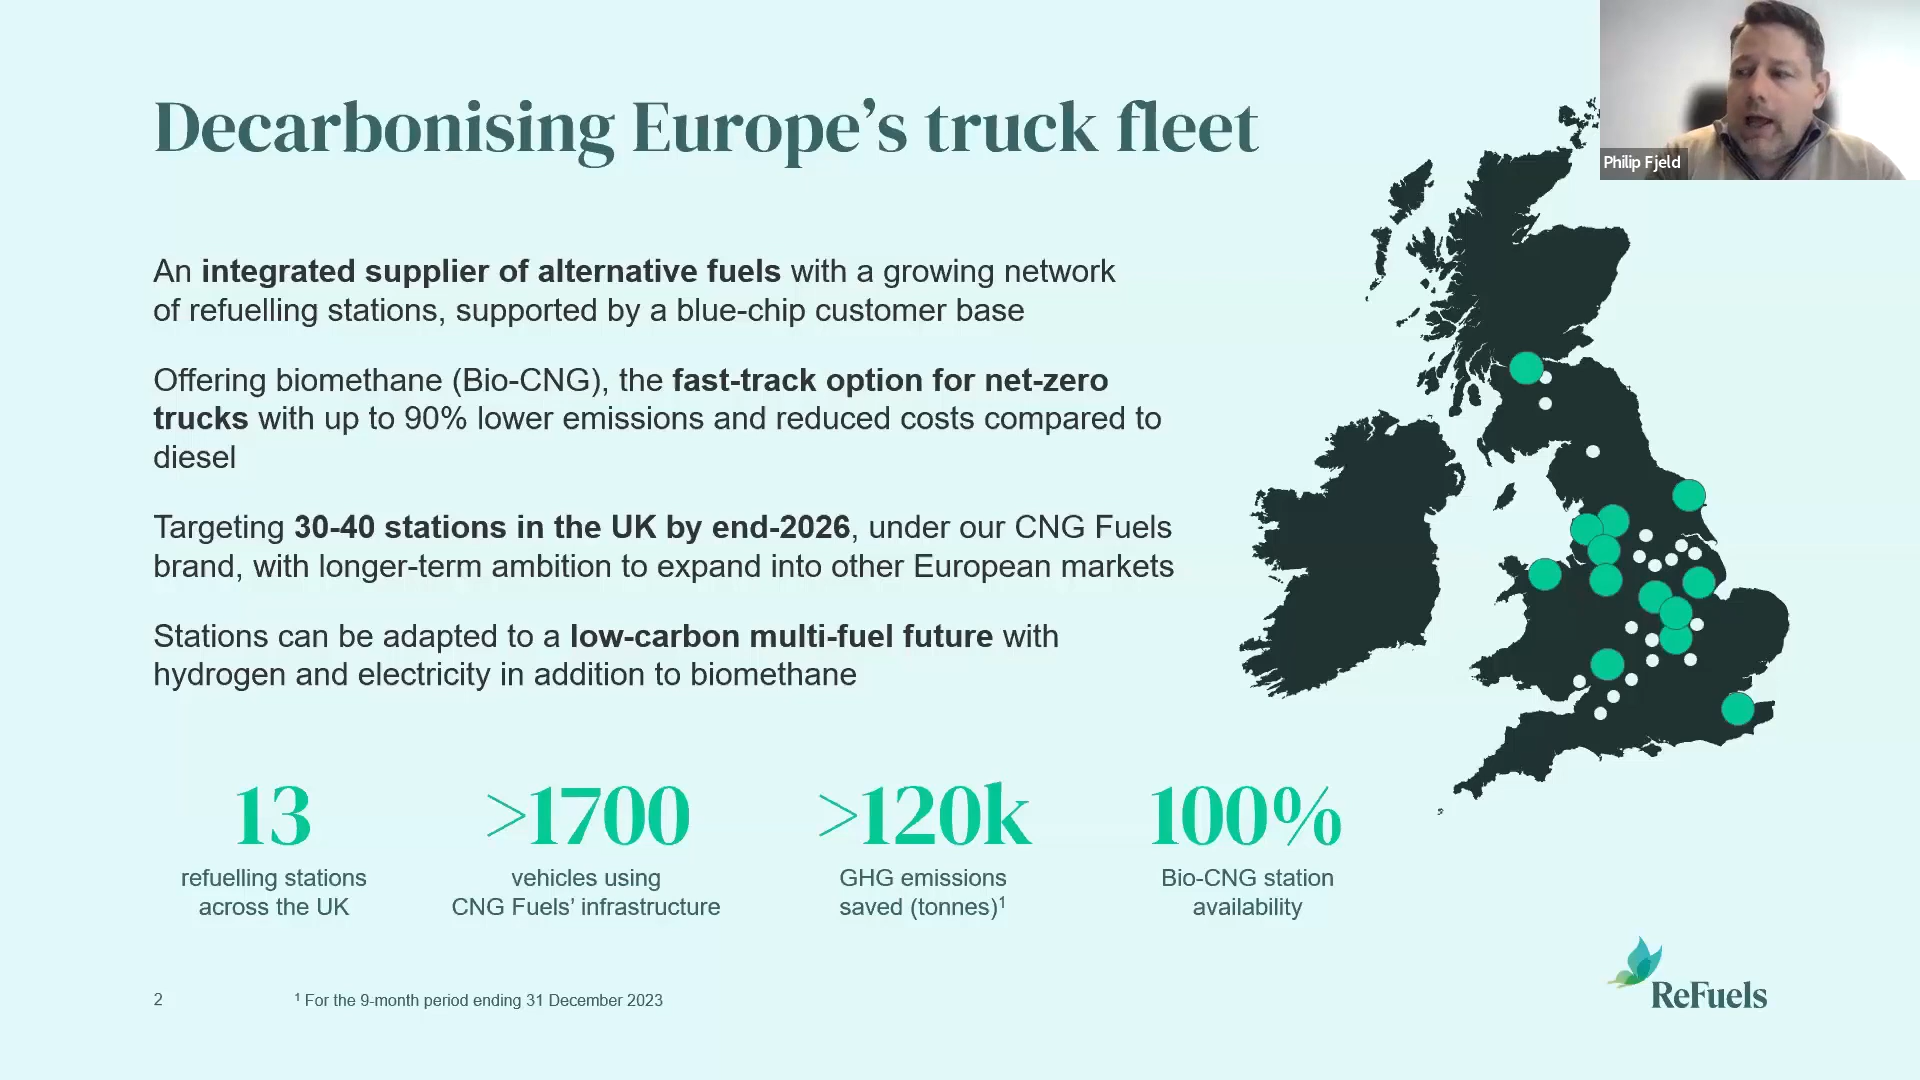 Philip Fjeld
Decarbonising Europe’s truck fleet
An integrated supplier of alternative fuels with a growing network
of refuelling stations, supported by a blue-chip customer base
Offering biomethane (Bio-CNG), the fast-track option for net-zero
trucks with up to 90% lower emissions and reduced costs compared to
diesel
Targeting 30-40 stations in the UK by end-2026, under our CNG Fuels
brand, with longer-term ambition to expand into other European markets
Stations can be adapted to a low-carbon multi-fuel future with
hydrogen and electricity in addition to biomethane
13
refuelling stations
across the UK
>1700
vehicles using
CNG Fuels’ infrastructure
>120k
GHG emissions
saved (tonnes)¹
100%
Bio-CNG station
availability
2
¹ For the 9-month period ending 31 December 2023
ReFuels